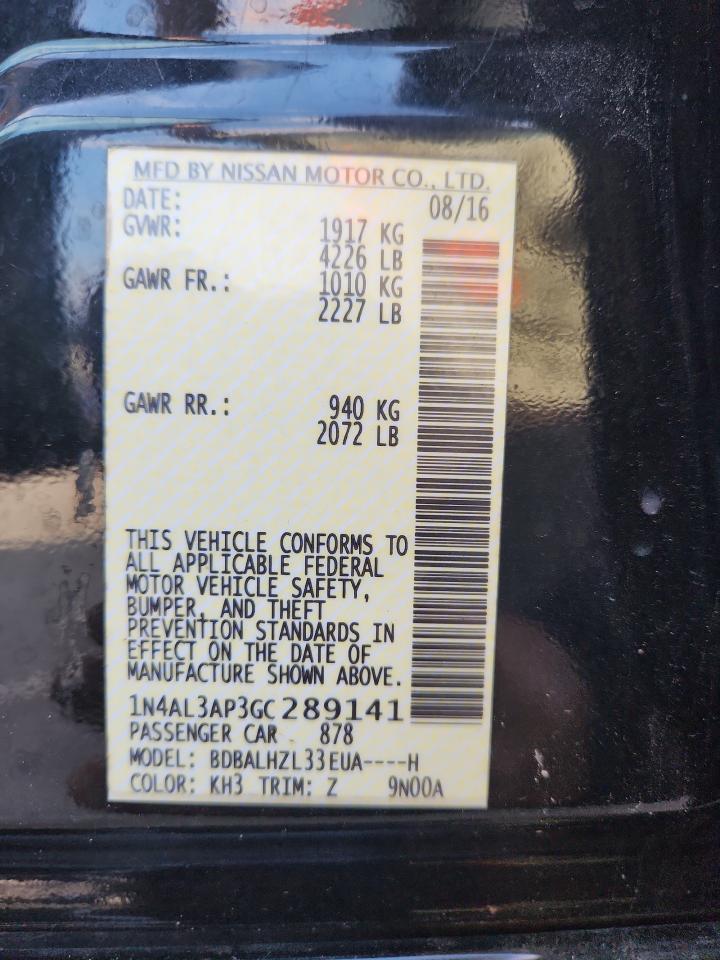 MFD BY NISSAN MOTOR CO., LTD.
DATE: 08/16
GVWR: 1917 KG
4226 LB
GAWR FR.: 1010 KG
2227 LB
GAWR RR.: 940 KG
2072 LB
THIS VEHICLE CONFORMS TO
ALL APPLICABLE FEDERAL
MOTOR VEHICLE SAFETY,
BUMPER, AND THEFT
PREVENTION STANDARDS IN
EFFECT ON THE DATE OF
MANUFACTURE SHOWN ABOVE.
1N4AL3AP3GC289141
PASSENGER CAR 878
MODEL: BDBALHZL33EUA----H
COLOR: KH3 TRIM: Z 9N00A